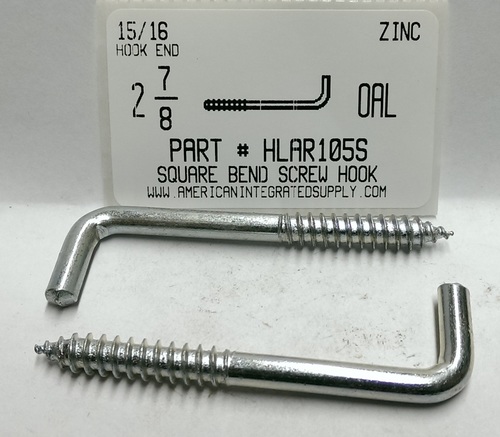 15/16 ZINC
HOOK END
2 7/8 OAL
PART # HLAR105S
SQUARE BEND SCREW HOOK
WWW.AMERICANINTEGRATEDSUPPLY.COM